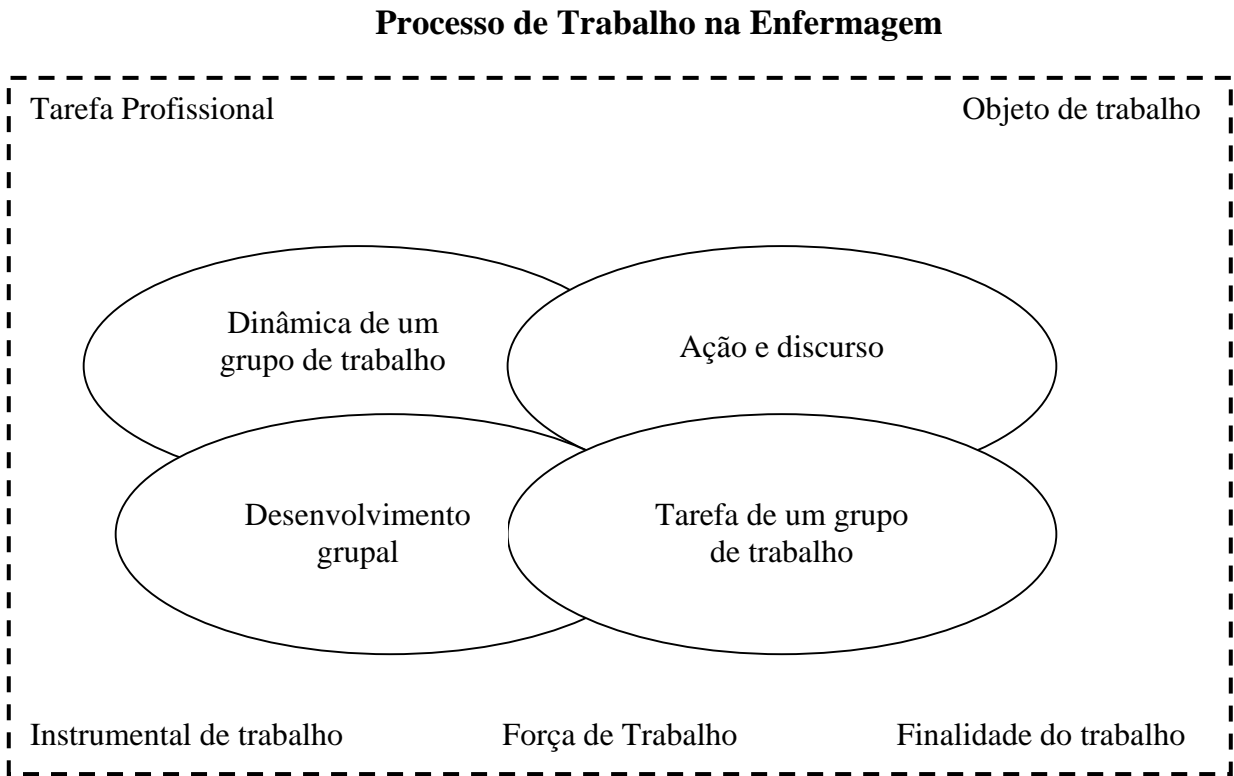 Processo de Trabalho na Enfermagem
Tarefa Profissional
Objeto de trabalho
Dinâmica de um
grupo de trabalho
Ação e discurso
Desenvolvimento
grupal
Tarefa de um grupo
de trabalho
Instrumental de trabalho
Força de Trabalho
Finalidade do trabalho